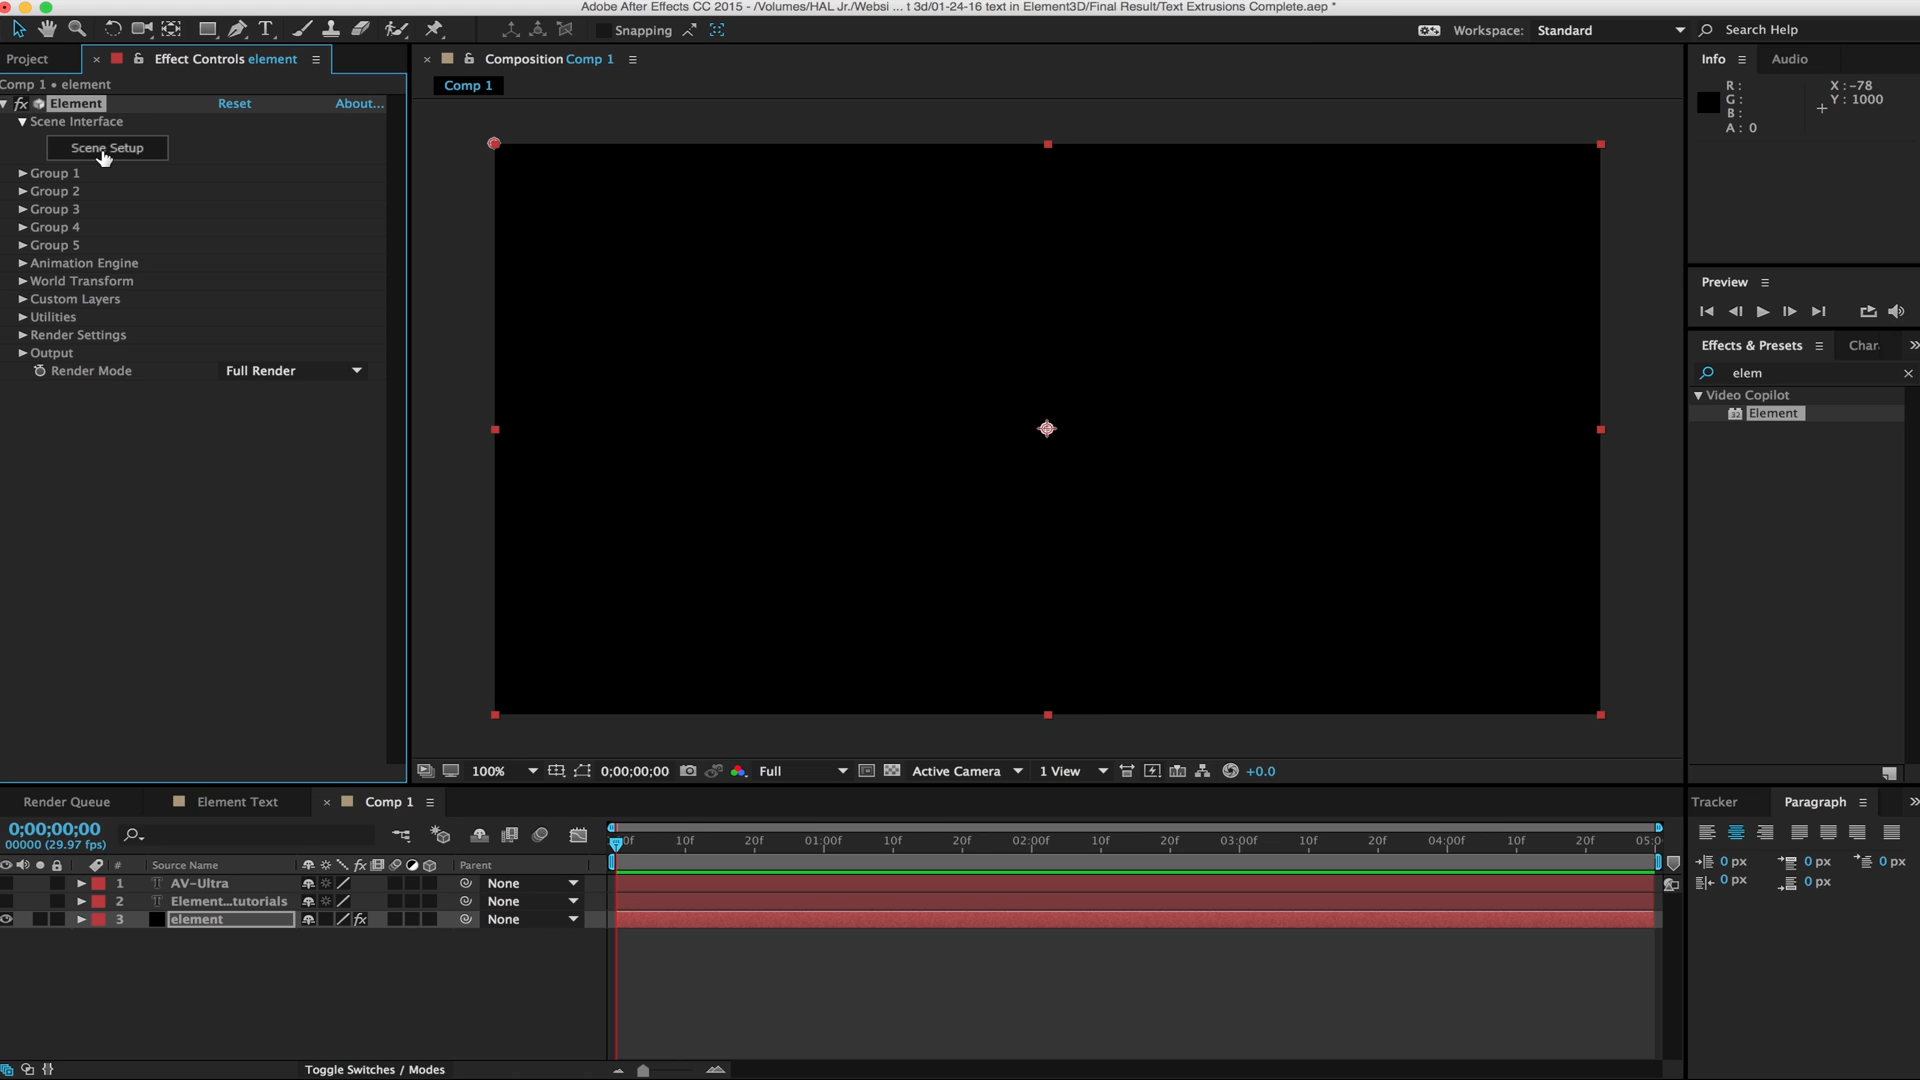 Adobe After Effects CC 2015 - /Volumes/HAL Jr./Websi ... t 3d/01-24-16 text in Element3D/Final Result/Text Extrusions Complete.aep *
Snapping
Workspace: Standard
Search Help
Project
Effect Controls element
Comp 1 • element
fx Element Reset About...
Scene Interface
Scene Setup
Group 1
Group 2
Group 3
Group 4
Group 5
Animation Engine
World Transform
Custom Layers
Utilities
Render Settings
Output
Render Mode Full Render
Composition Comp 1
Comp 1
100% 0;00;00;00 Full Active Camera 1 View +0.0
Info Audio
R: X: -78
G: Y: 1000
B:
A: 0
Preview
Effects & Presets Char
elem
Video Copilot
Element
Render Queue Element Text Comp 1
0;00;00;00
00000 (29.97 fps)
0f 10f 20f 01:00f 10f 20f 02:00f 10f 20f 03:00f 10f 20f 04:00f 10f 20f 05:0
# Source Name fx Parent
1 T AV-Ultra None
2 T Element...tutorials None
3 element fx None
Toggle Switches / Modes
Tracker Paragraph
0 px 0 px 0 px
0 px 0 px